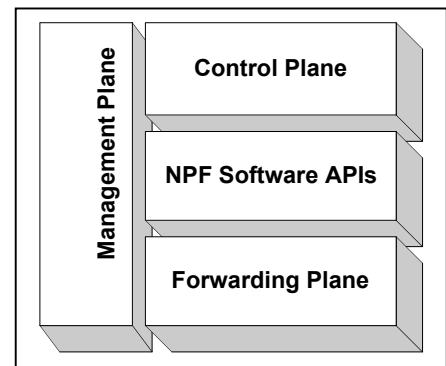 Management Plane
Control Plane
NPF Software APIs
Forwarding Plane